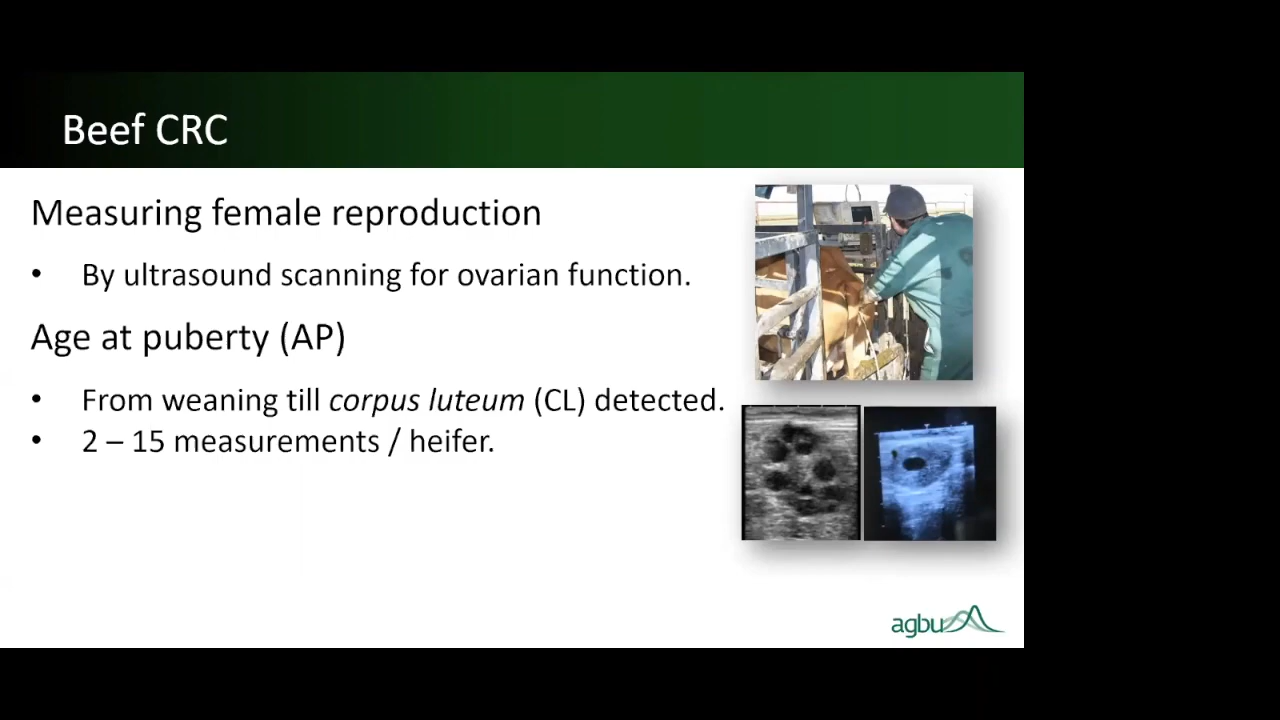 Beef CRC
Measuring female reproduction
• By ultrasound scanning for ovarian function.
Age at puberty (AP)
• From weaning till corpus luteum (CL) detected.
• 2 – 15 measurements / heifer.
agbu